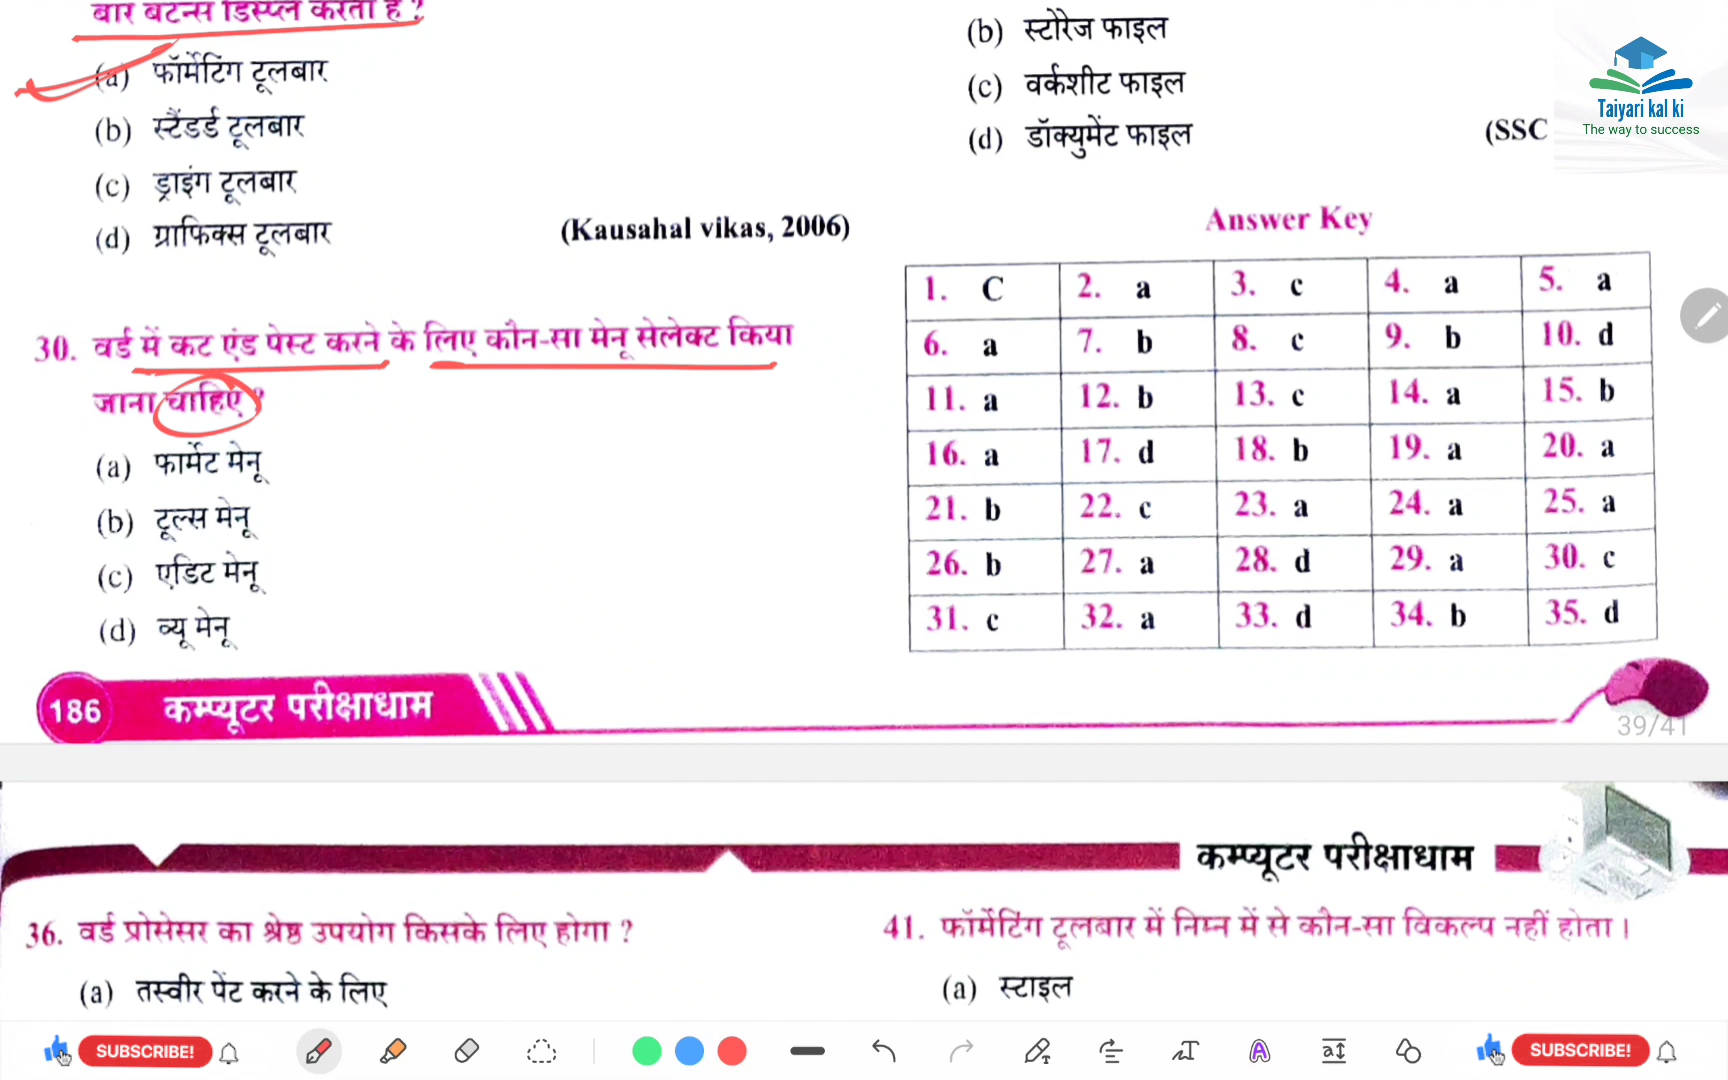 बार बटन्स डिस्प्ले करता है ?
(a) फॉर्मेटिंग टूलबार
(b) स्टैंडर्ड टूलबार
(c) ड्राइंग टूलबार
(d) ग्राफिक्स टूलबार
(Kausahal vikas, 2006)
30. वर्ड में कट एंड पेस्ट करने के लिए कौन-सा मेनू सेलेक्ट किया
जाना चाहिए ?
(a) फार्मेट मेनू
(b) टूल्स मेनू
(c) एडिट मेनू
(d) व्यू मेनू
(b) स्टोरेज फाइल
(c) वर्कशीट फाइल
(d) डॉक्युमेंट फाइल
(SSC
Taiyari kal ki
The way to success
Answer Key
1. C 2. a 3. c 4. a 5. a
6. a 7. b 8. c 9. b 10. d
11. a 12. b 13. c 14. a 15. b
16. a 17. d 18. b 19. a 20. a
21. b 22. c 23. a 24. a 25. a
26. b 27. a 28. d 29. a 30. c
31. c 32. a 33. d 34. b 35. d
186 कम्प्यूटर परीक्षाधाम
39/41
कम्प्यूटर परीक्षाधाम
36. वर्ड प्रोसेसर का श्रेष्ठ उपयोग किसके लिए होगा ?
(a) तस्वीर पेंट करने के लिए
41. फॉर्मेटिंग टूलबार में निम्न में से कौन-सा विकल्प नहीं होता।
(a) स्टाइल
SUBSCRIBE!
SUBSCRIBE!